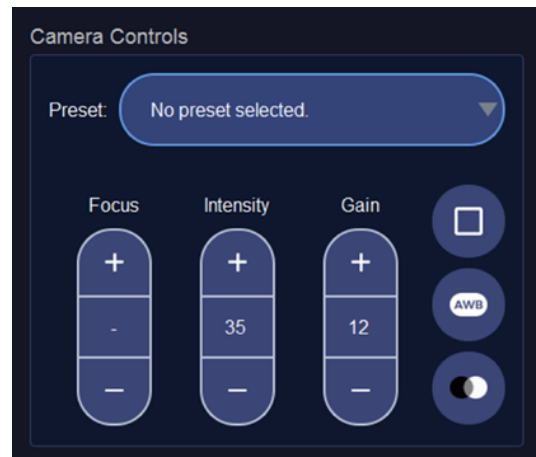 Camera Controls
Preset: No preset selected.
Focus Intensity Gain
+ + +
- 35 12
− − −
AWB